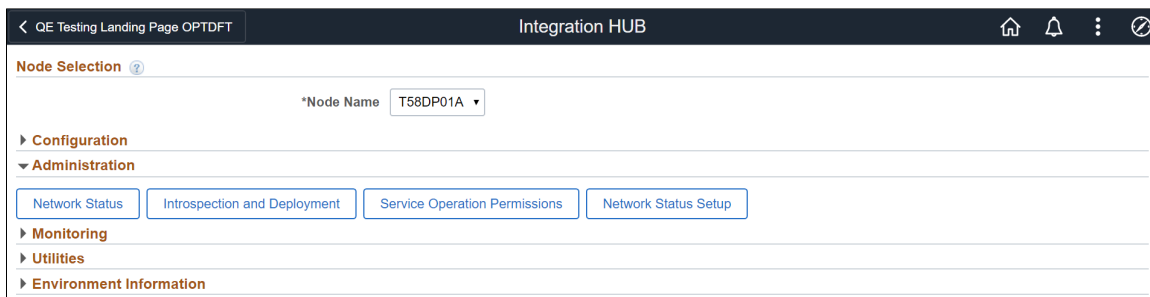 QE Testing Landing Page OPTDFT
Integration HUB
Node Selection ?
*Node Name T58DP01A
Configuration
Administration
Network Status Introspection and Deployment Service Operation Permissions Network Status Setup
Monitoring
Utilities
Environment Information